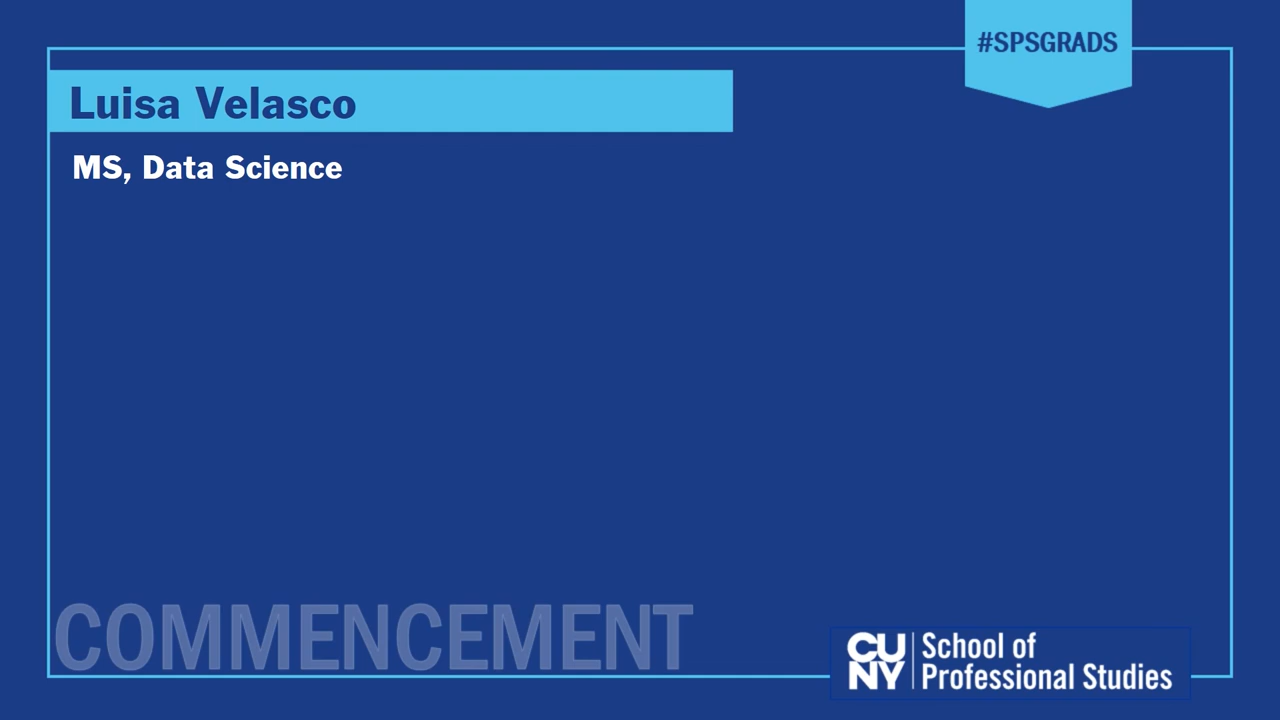 #SPSGRADS
Luisa Velasco
MS, Data Science
COMMENCEMENT
CU
NY
School of
Professional Studies